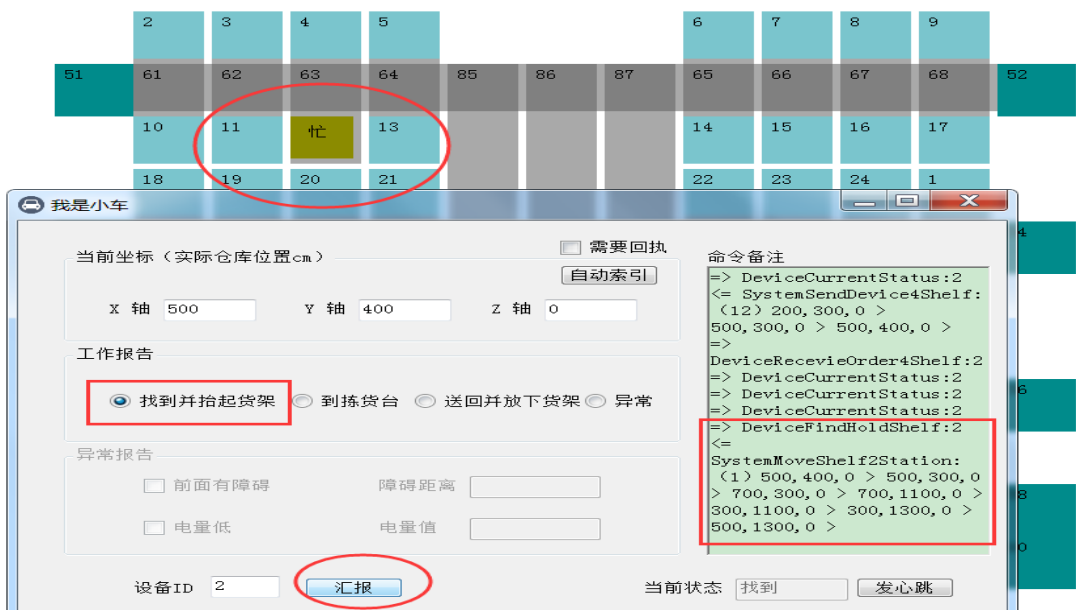 2 3 4 5 6 7 8 9
51 61 62 63 64 85 86 87 65 66 67 68 52
10 11 忙 13 14 15 16 17
18 19 20 21 22 23 24 1
我是小车
4
6
8
0
当前坐标（实际仓库位置cm）
需要回执
自动索引
X 轴 500 Y 轴 400 Z 轴 0
工作报告
找到并抬起货架 到拣货台 送回并放下货架 异常
异常报告
前面有障碍 障碍距离
电量低 电量值
设备ID 2 汇报 当前状态 找到 发心跳
命令备注
=> DeviceCurrentStatus:2
<= SystemSendDevice4Shelf:
（12）200,300,0 >
500,300,0 > 500,400,0 >
=>
DeviceRecevieOrder4Shelf:2
=> DeviceCurrentStatus:2
=> DeviceCurrentStatus:2
=> DeviceCurrentStatus:2
=> DeviceFindHoldShelf:2
<=
SystemMoveShelf2Station:
（1）500,400,0 > 500,300,0
> 700,300,0 > 700,1100,0 >
300,1100,0 > 300,1300,0 >
500,1300,0 >